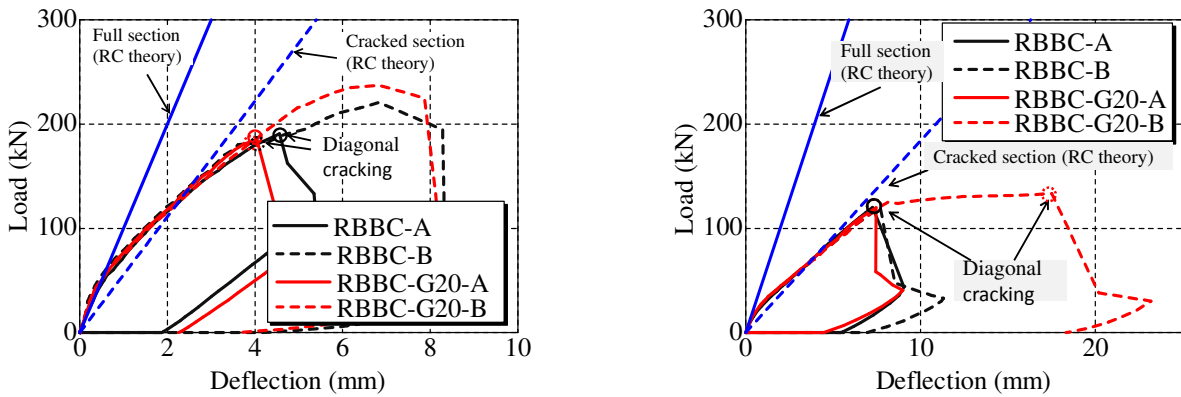 300
200
100
0
Load (kN)
Full section
(RC theory)
Cracked section
(RC theory)
Diagonal
cracking
RBBC-A
RBBC-B
RBBC-G20-A
RBBC-G20-B
0 2 4 6 8 10
Deflection (mm)
300
200
100
0
Load (kN)
Full section
(RC theory)
RBBC-A
RBBC-B
RBBC-G20-A
RBBC-G20-B
Cracked section (RC theory)
Diagonal
cracking
0 10 20
Deflection (mm)